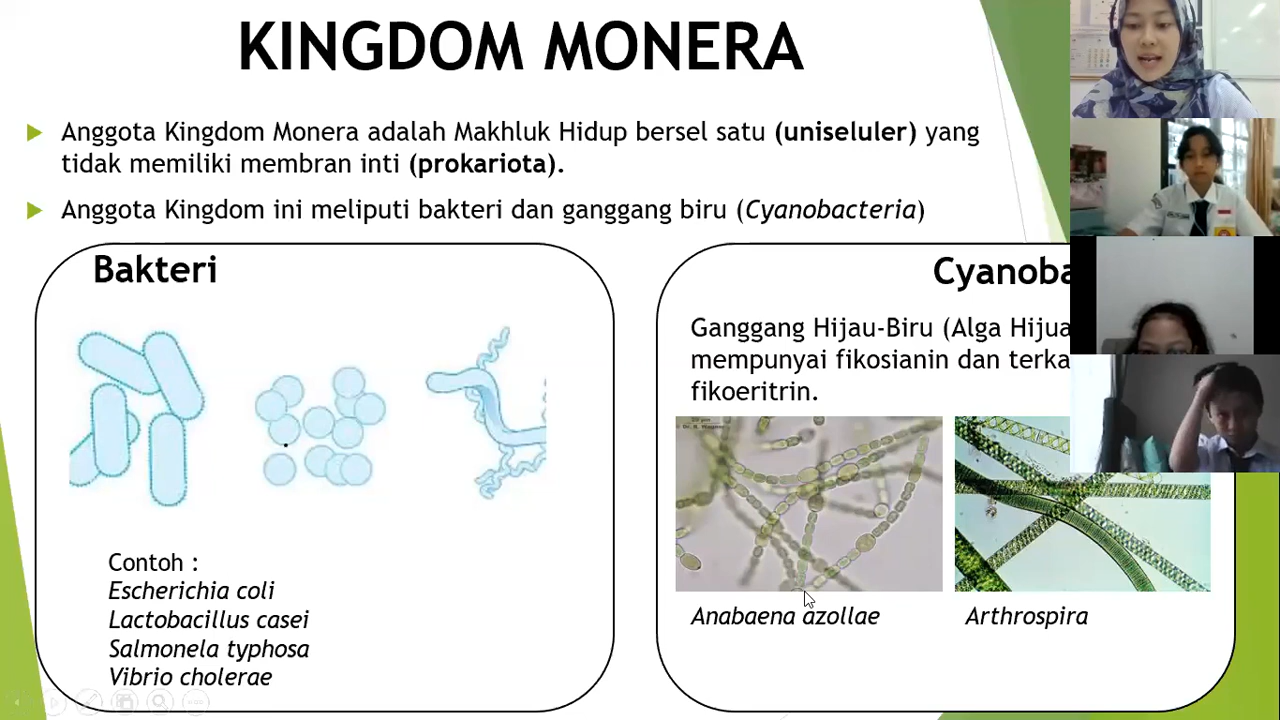 KINGDOM MONERA
Anggota Kingdom Monera adalah Makhluk Hidup bersel satu (uniseluler) yang
tidak memiliki membran inti (prokariota).
Anggota Kingdom ini meliputi bakteri dan ganggang biru (Cyanobacteria)
Bakteri
Contoh :
Escherichia coli
Lactobacillus casei
Salmonela typhosa
Vibrio cholerae
Cyanoba
Ganggang Hijau-Biru (Alga Hijua
mempunyai fikosianin dan terka
fikoeritrin.
Anabaena azollae
Arthrospira